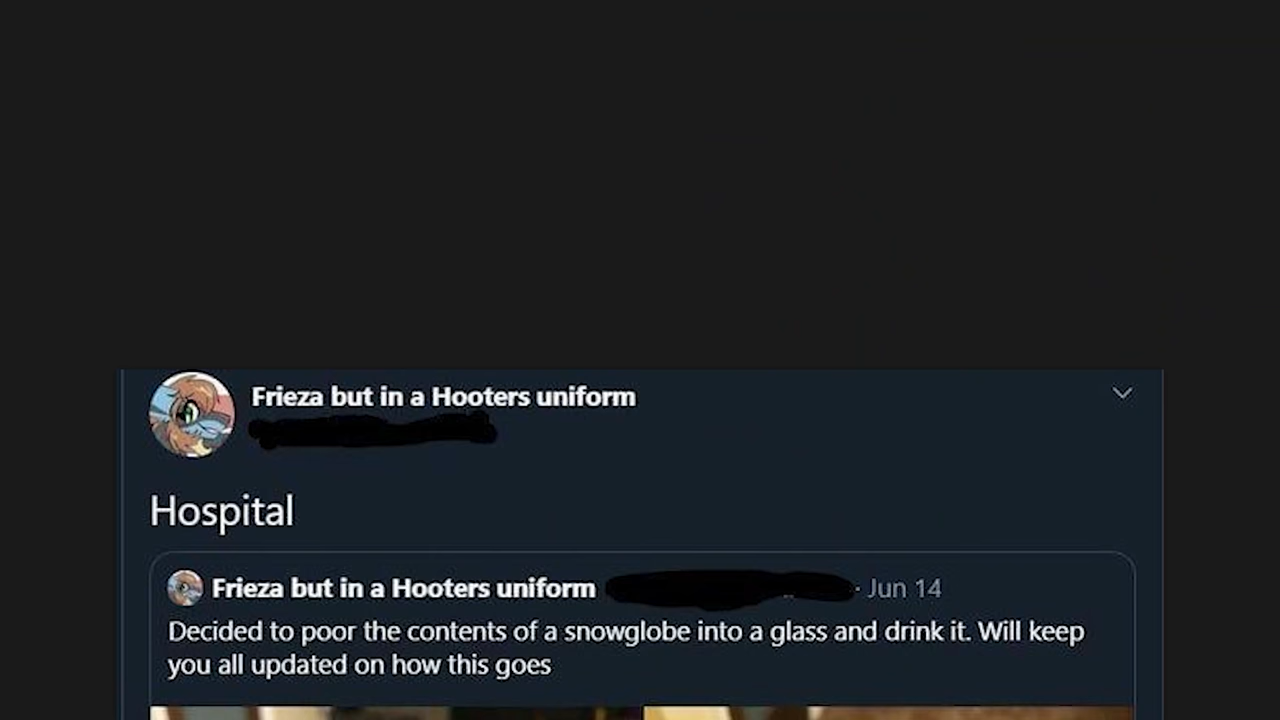 Frieza but in a Hooters uniform
Hospital
Frieza but in a Hooters uniform · Jun 14
Decided to poor the contents of a snowglobe into a glass and drink it. Will keep
you all updated on how this goes